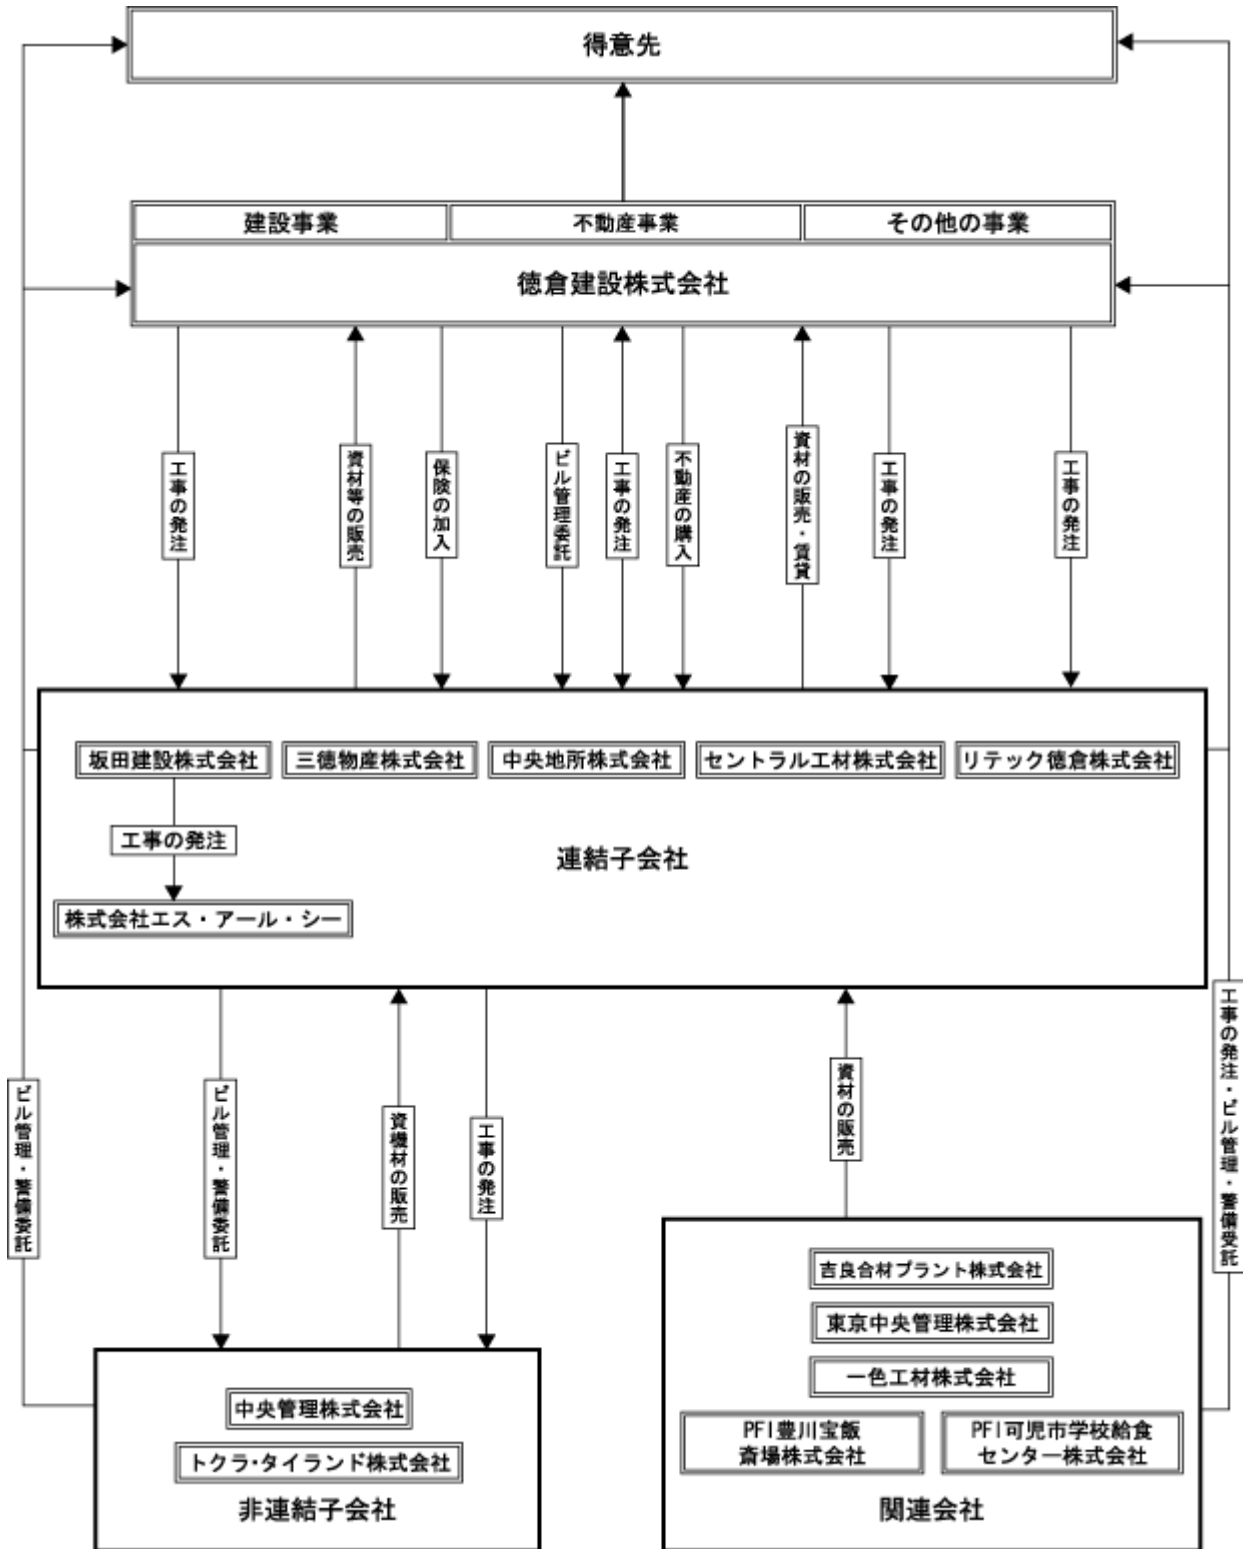 得意先
建設事業
不動産事業
その他の事業
徳倉建設株式会社
工事の発注
資材等の販売
保険の加入
ビル管理委託
工事の発注
不動産の購入
資材の販売・賃貸
工事の発注
工事の発注
坂田建設株式会社
三徳物産株式会社
中央地所株式会社
セントラル工材株式会社
リテック徳倉株式会社
工事の発注
連結子会社
株式会社エス・アール・シー
ビル管理・警備委託
ビル管理・警備委託
資機材の販売
工事の発注
資材の販売
工事の発注・ビル管理・警備受託
中央管理株式会社
トクラ・タイランド株式会社
非連結子会社
吉良合材プラント株式会社
東京中央管理株式会社
一色工材株式会社
PFI豊川宝飯
斎場株式会社
PFI可児市学校給食
センター株式会社
関連会社